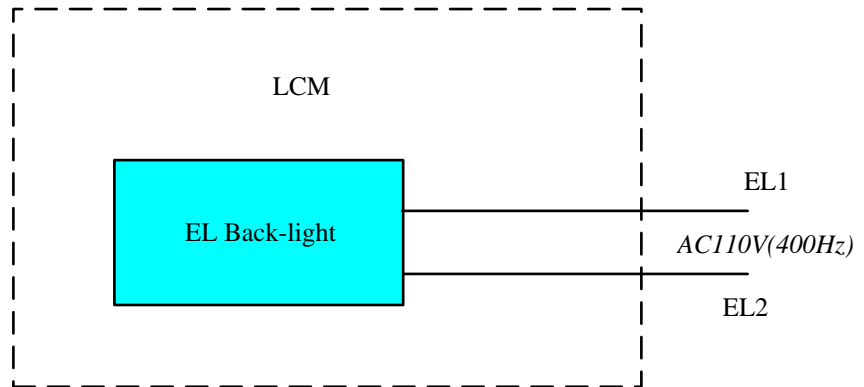 LCM
EL1
EL Back-light
AC110V(400Hz)
EL2